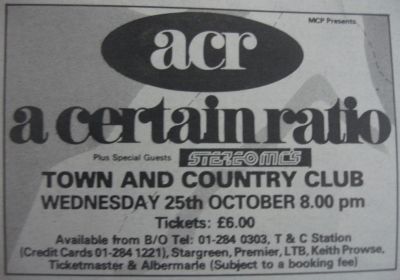 MCP Presents
acr
a certain ratio
Plus Special Guests STEREO MC'S
TOWN AND COUNTRY CLUB
WEDNESDAY 25th OCTOBER 8.00 pm
Tickets: £6.00
Available from B/O Tel: 01-284 0303, T & C Station
(Credit Cards 01-284 1221), Stargreen, Premier, LTB, Keith Prowse,
Ticketmaster & Albermarle (Subject to a booking fee)